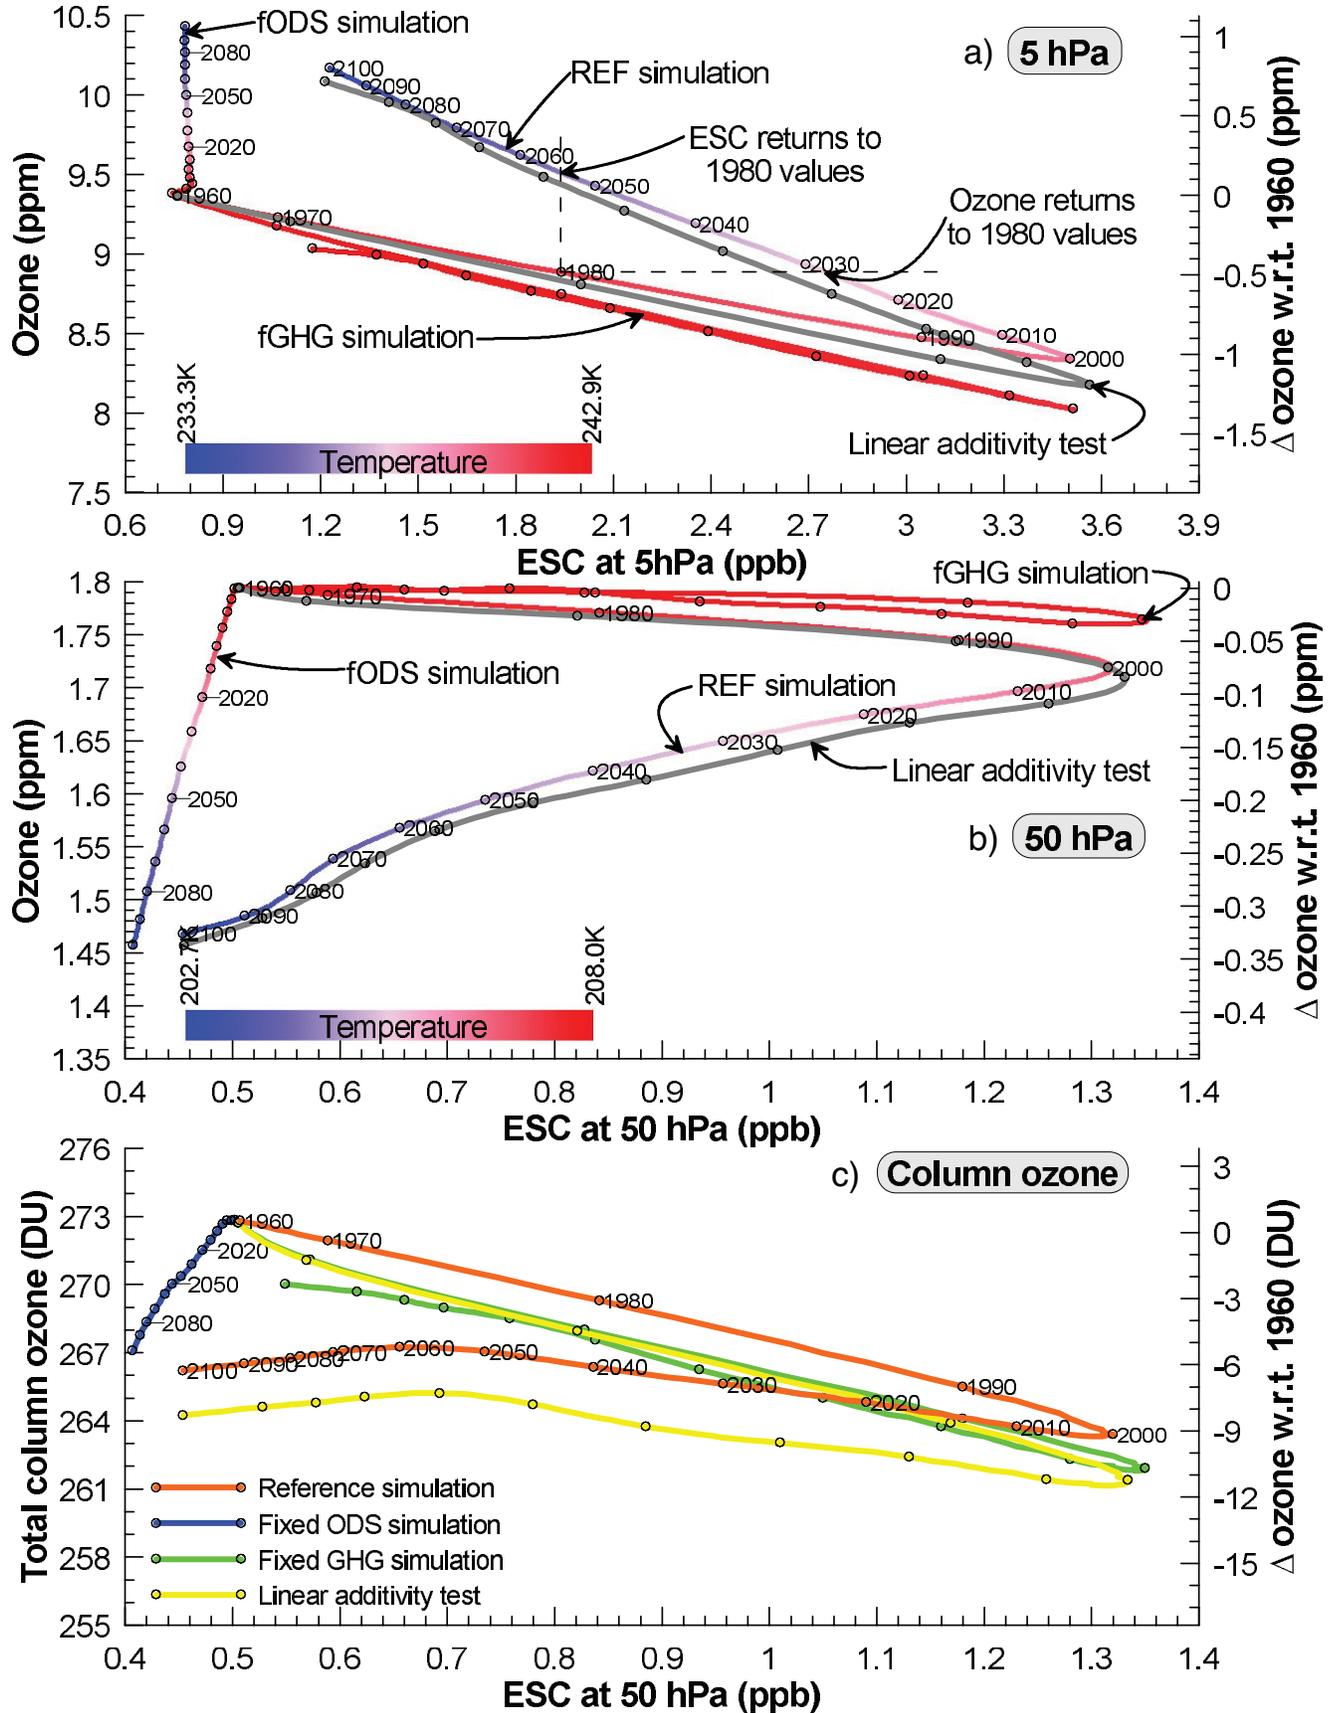 a) 5 hPa
Ozone (ppm)
10.5
10
9.5
9
8.5
8
7.5
Δ ozone w.r.t. 1960 (ppm)
1
0.5
0
-0.5
-1
-1.5
fODS simulation
2080
2050
2020
2100
2090
2080
2070
2060
2050
2040
2030
2020
2010
2000
1990
1980
1970
1960
REF simulation
ESC returns to
1980 values
Ozone returns
to 1980 values
fGHG simulation
Linear additivity test
233.3K
242.9K
Temperature
0.6 0.9 1.2 1.5 1.8 2.1 2.4 2.7 3 3.3 3.6 3.9
ESC at 5hPa (ppb)
b) 50 hPa
Ozone (ppm)
1.8
1.75
1.7
1.65
1.6
1.55
1.5
1.45
1.4
1.35
Δ ozone w.r.t. 1960 (ppm)
0
-0.05
-0.1
-0.15
-0.2
-0.25
-0.3
-0.35
-0.4
fGHG simulation
1960
1970
1980
1990
2000
2010
2020
2030
2040
2050
2060
2070
2080
2090
2100
fODS simulation
2020
2050
2080
REF simulation
Linear additivity test
208.0K
Temperature
0.4 0.5 0.6 0.7 0.8 0.9 1 1.1 1.2 1.3 1.4
ESC at 50 hPa (ppb)
c) Column ozone
Total column ozone (DU)
276
273
270
267
264
261
258
255
Δ ozone w.r.t. 1960 (DU)
3
0
-3
-6
-9
-12
-15
1960
1970
1980
1990
2000
2010
2020
2030
2040
2050
2060
2070
2080
2090
2100
2020
2050
2080
Reference simulation
Fixed ODS simulation
Fixed GHG simulation
Linear additivity test
0.4 0.5 0.6 0.7 0.8 0.9 1 1.1 1.2 1.3 1.4
ESC at 50 hPa (ppb)